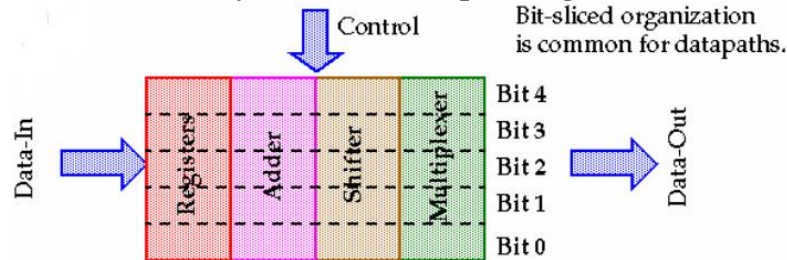 Control
Bit-sliced organization
is common for datapaths.
Data-In
Registers
Adder
Shifter
Multiplexer
Bit 4
Bit 3
Bit 2
Bit 1
Bit 0
Data-Out